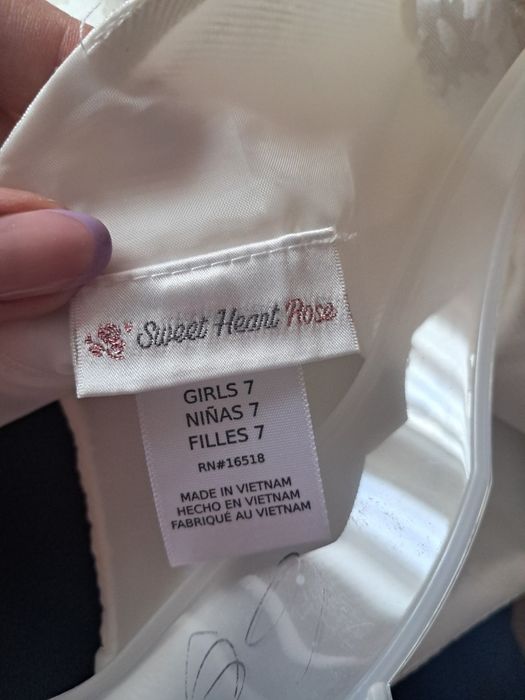 Sweet Heart Rose
GIRLS 7
NIÑAS 7
FILLES 7
RN#16518
MADE IN VIETNAM
HECHO EN VIETNAM
FABRIQUÉ AU VIETNAM